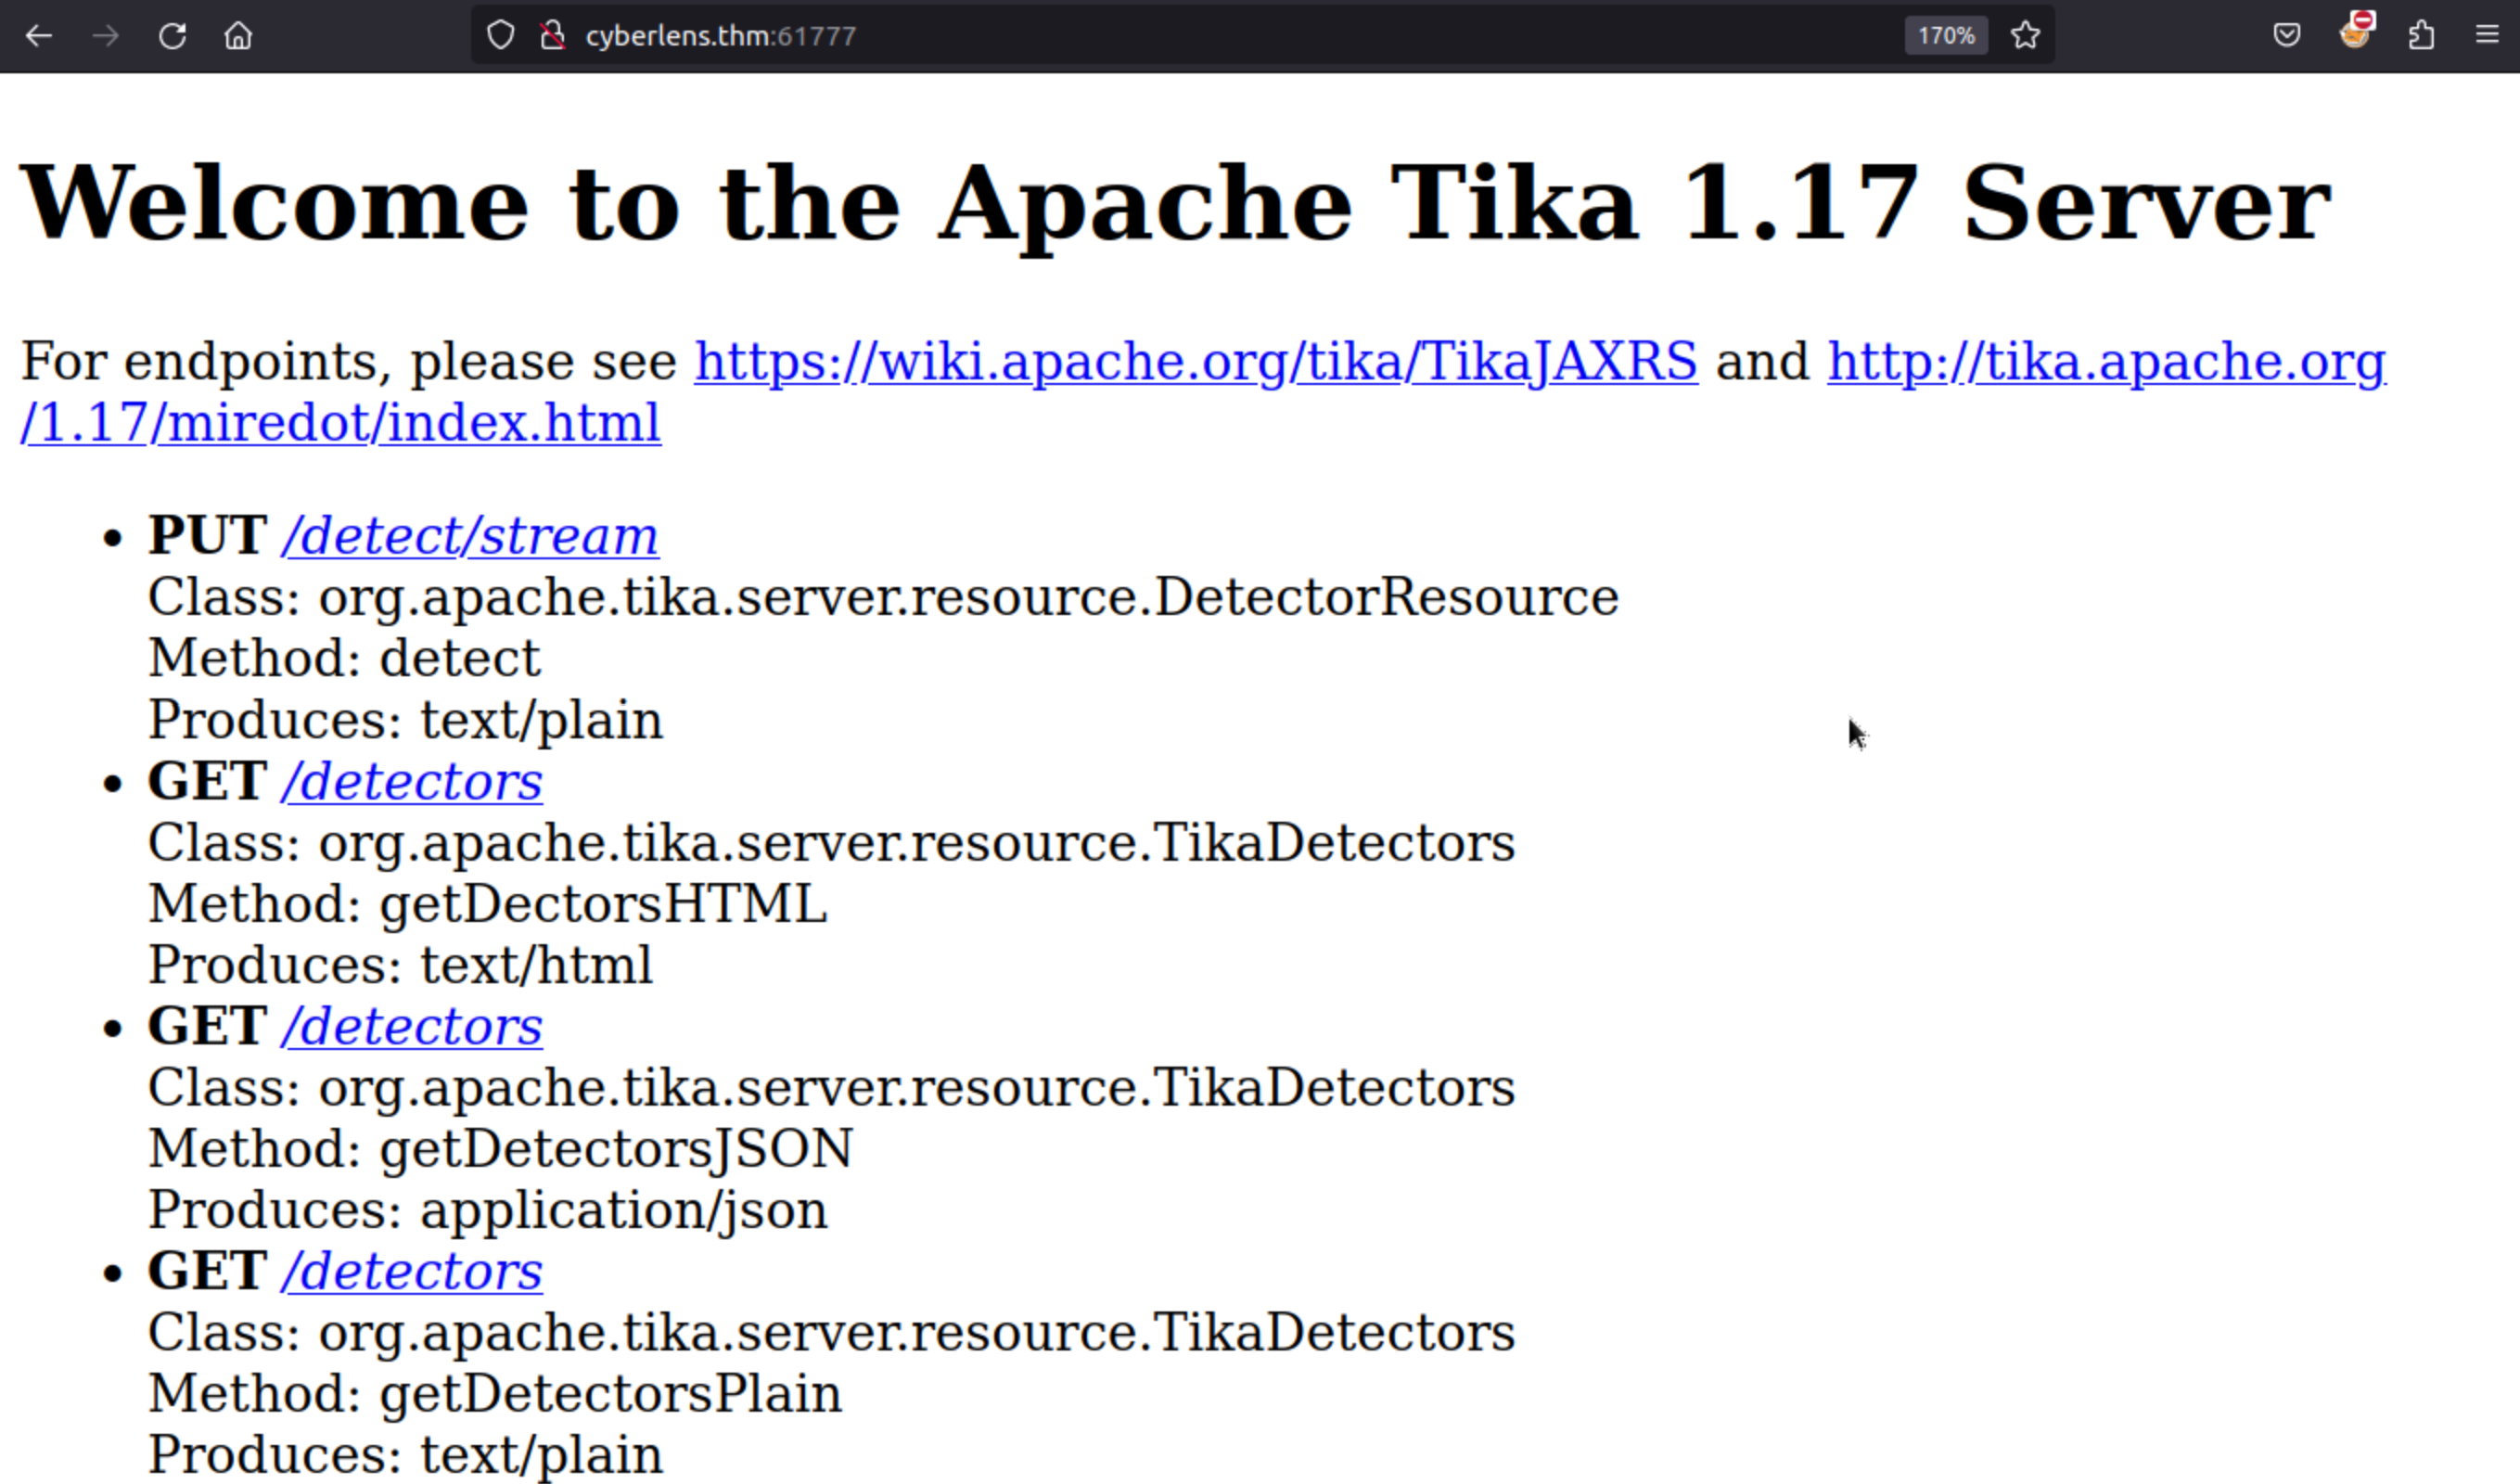 cyberlens.thm:61777
170%
Welcome to the Apache Tika 1.17 Server
For endpoints, please see https://wiki.apache.org/tika/TikaJAXRS and http://tika.apache.org
/1.17/miredot/index.html
• PUT /detect/stream
Class: org.apache.tika.server.resource.DetectorResource
Method: detect
Produces: text/plain
• GET /detectors
Class: org.apache.tika.server.resource.TikaDetectors
Method: getDectorsHTML
Produces: text/html
• GET /detectors
Class: org.apache.tika.server.resource.TikaDetectors
Method: getDetectorsJSON
Produces: application/json
• GET /detectors
Class: org.apache.tika.server.resource.TikaDetectors
Method: getDetectorsPlain
Produces: text/plain